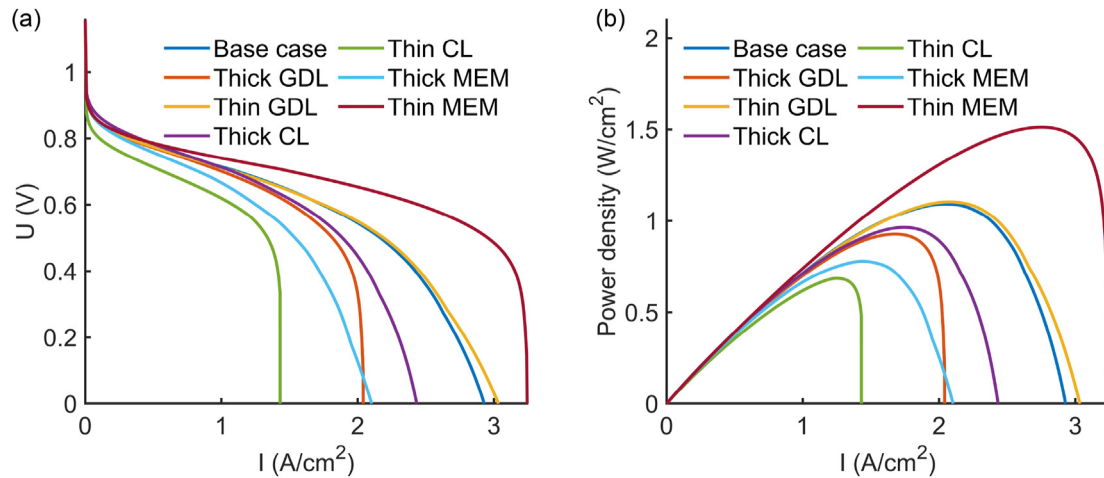 (a)
Base case
Thin CL
Thick GDL
Thick MEM
Thin GDL
Thin MEM
Thick CL
U (V)
1
0.8
0.6
0.4
0.2
0
0 1 2 3
I (A/cm²)
(b)
Base case
Thin CL
Thick GDL
Thick MEM
Thin GDL
Thin MEM
Thick CL
Power density (W/cm²)
2
1.5
1
0.5
0
0 1 2 3
I (A/cm²)